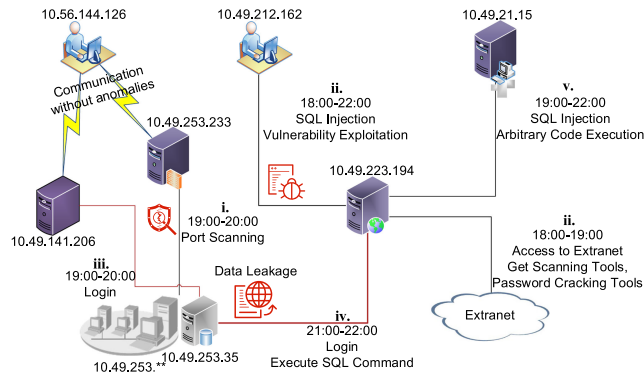 10.56.144.126
10.49.212.162
10.49.21.15
Communication
without anomalies
10.49.253.233
ii.
18:00-22:00
SQL Injection
Vulnerability Exploitation
v.
19:00-22:00
SQL Injection
Arbitrary Code Execution
10.49.223.194
10.49.141.206
i.
19:00-20:00
Port Scanning
ii.
18:00-19:00
Access to Extranet
Get Scanning Tools,
Password Cracking Tools
iii.
19:00-20:00
Login
Data Leakage
Extranet
iv.
21:00-22:00
Login
Execute SQL Command
10.49.253.35
10.49.253.**